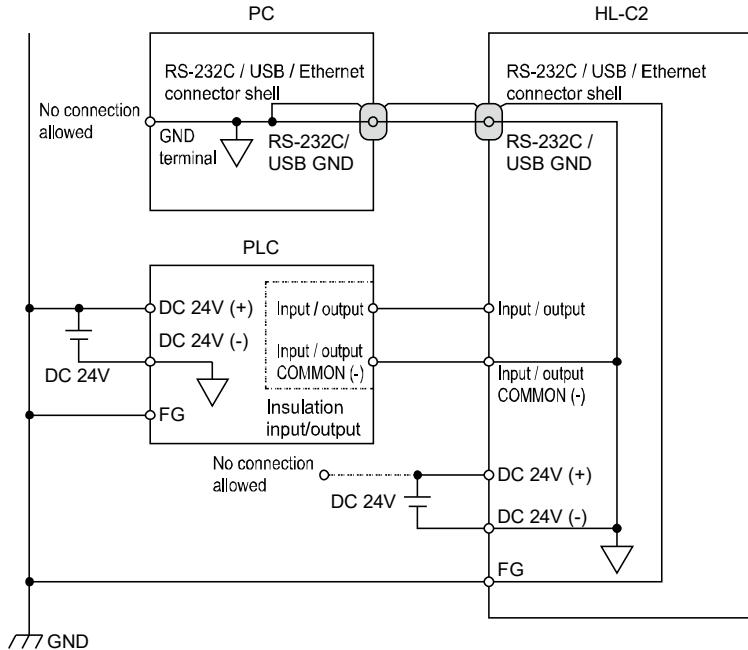 PC
HL-C2
RS-232C / USB / Ethernet
connector shell
RS-232C / USB / Ethernet
connector shell
No connection
allowed
GND
terminal
RS-232C/
USB GND
RS-232C /
USB GND
PLC
DC 24V (+)
Input / output
Input / output
DC 24V (-)
Input / output
COMMON (-)
DC 24V
Input / output
COMMON (-)
FG
Insulation
input/output
No connection
allowed
DC 24V (+)
DC 24V
DC 24V (-)
FG
GND